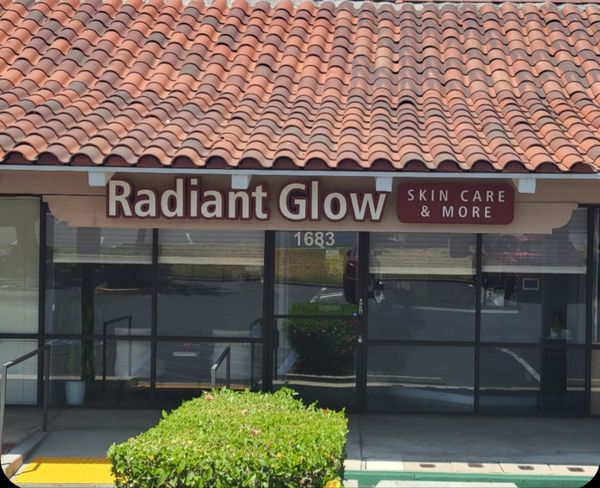 Radiant Glow
SKIN CARE
& MORE
1683